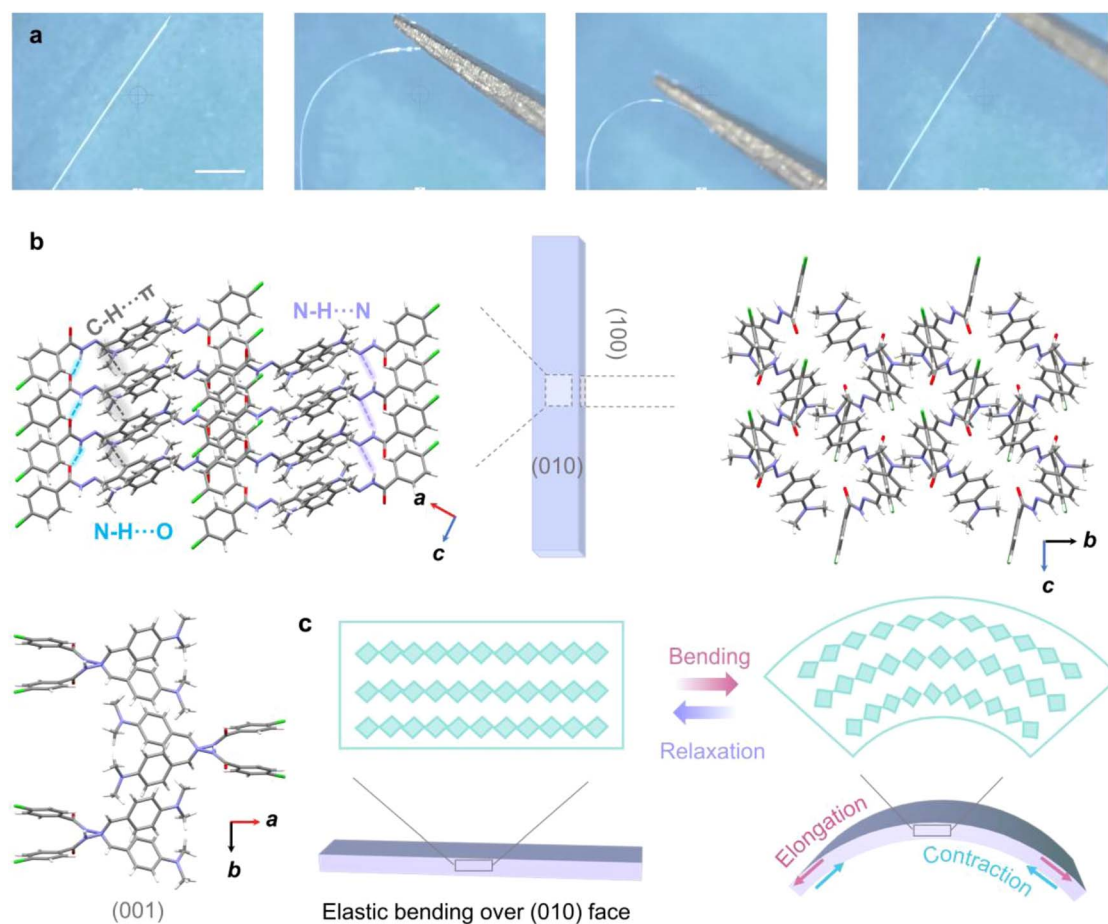 a
b
C-H···π
N-H···N
N-H···O
a
c
(100)
(010)
b
c
a
b
(001)
c
Bending
Relaxation
Elongation
Contraction
Elastic bending over (010) face